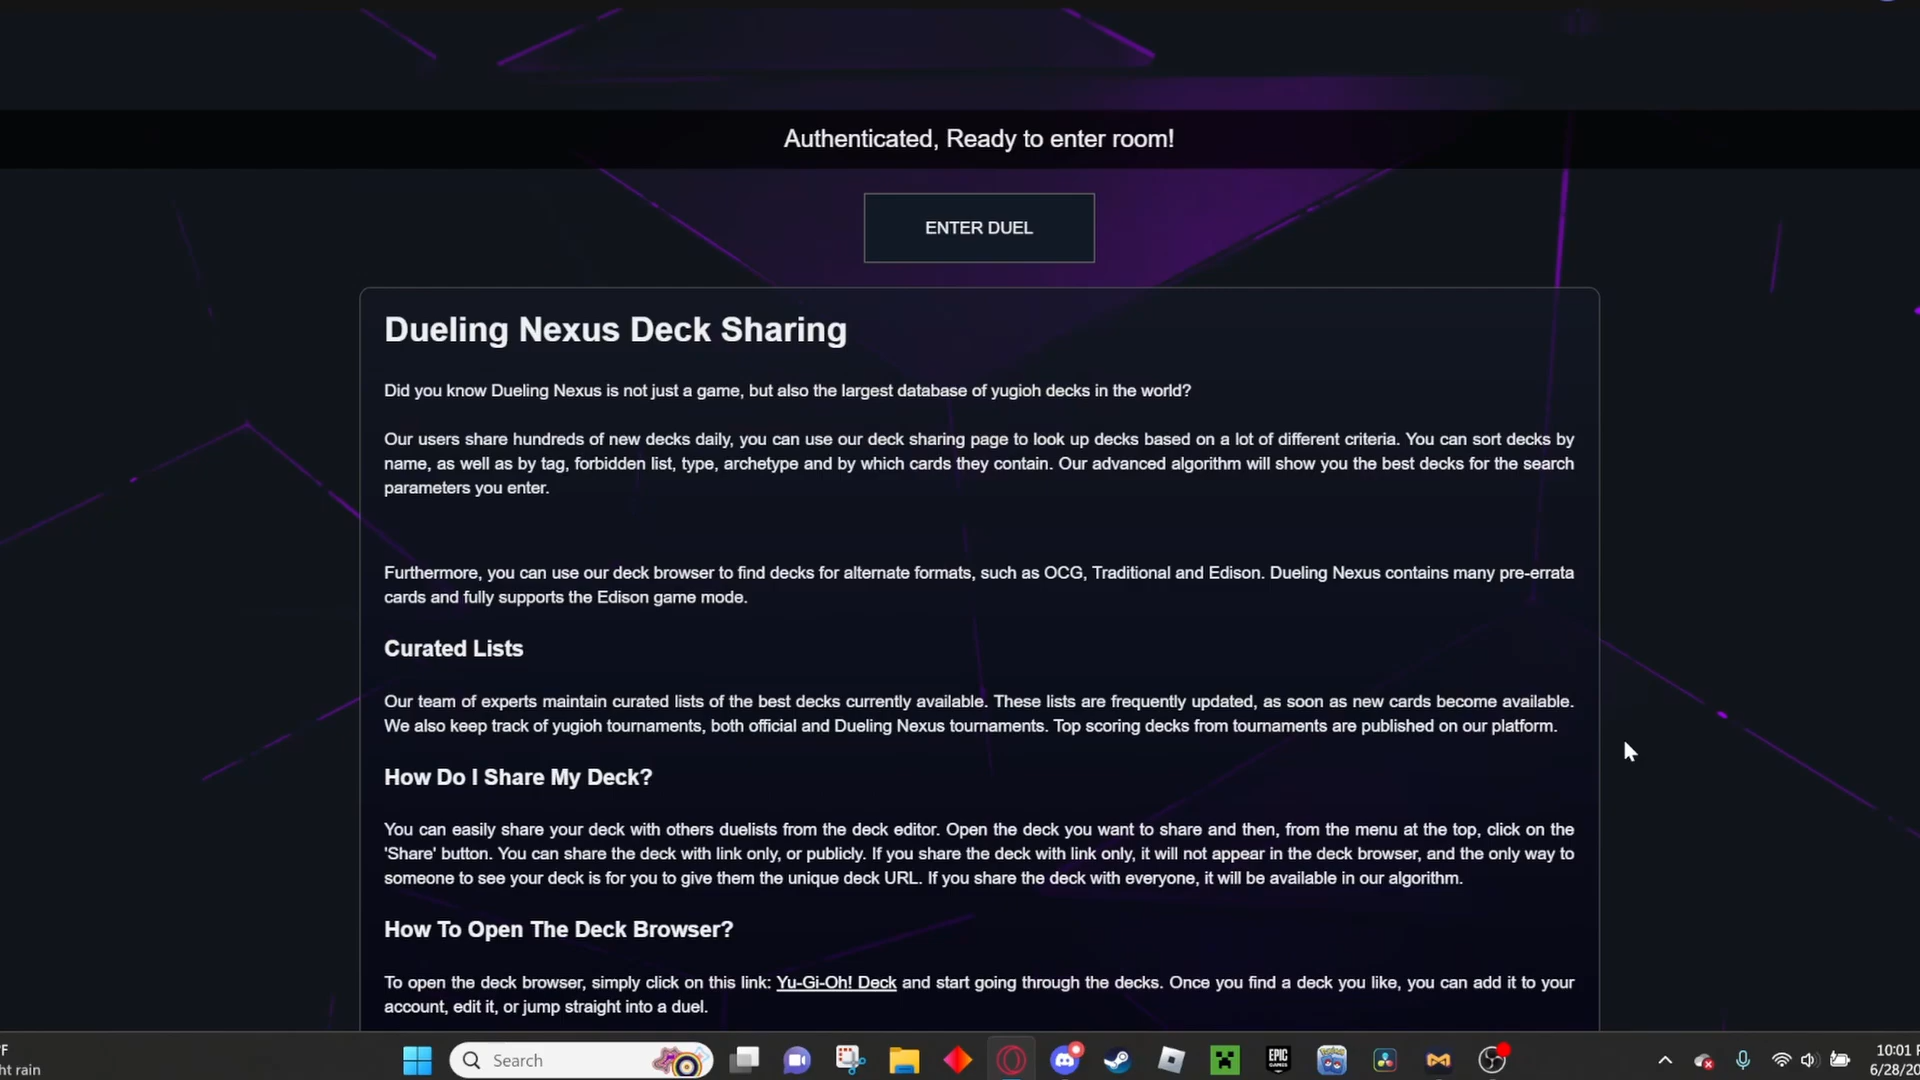 Authenticated, Ready to enter room!
ENTER DUEL
Dueling Nexus Deck Sharing
Did you know Dueling Nexus is not just a game, but also the largest database of yugioh decks in the world?
Our users share hundreds of new decks daily, you can use our deck sharing page to look up decks based on a lot of different criteria. You can sort decks by
name, as well as by tag, forbidden list, type, archetype and by which cards they contain. Our advanced algorithm will show you the best decks for the search
parameters you enter.
Furthermore, you can use our deck browser to find decks for alternate formats, such as OCG, Traditional and Edison. Dueling Nexus contains many pre-errata
cards and fully supports the Edison game mode.
Curated Lists
Our team of experts maintain curated lists of the best decks currently available. These lists are frequently updated, as soon as new cards become available.
We also keep track of yugioh tournaments, both official and Dueling Nexus tournaments. Top scoring decks from tournaments are published on our platform.
How Do I Share My Deck?
You can easily share your deck with others duelists from the deck editor. Open the deck you want to share and then, from the menu at the top, click on the
'Share' button. You can share the deck with link only, or publicly. If you share the deck with link only, it will not appear in the deck browser, and the only way to
someone to see your deck is for you to give them the unique deck URL. If you share the deck with everyone, it will be available in our algorithm.
How To Open The Deck Browser?
To open the deck browser, simply click on this link: Yu-Gi-Oh! Deck and start going through the decks. Once you find a deck you like, you can add it to your
account, edit it, or jump straight into a duel.
Search
EPIC GAMES
10:01
rain
6/28/20